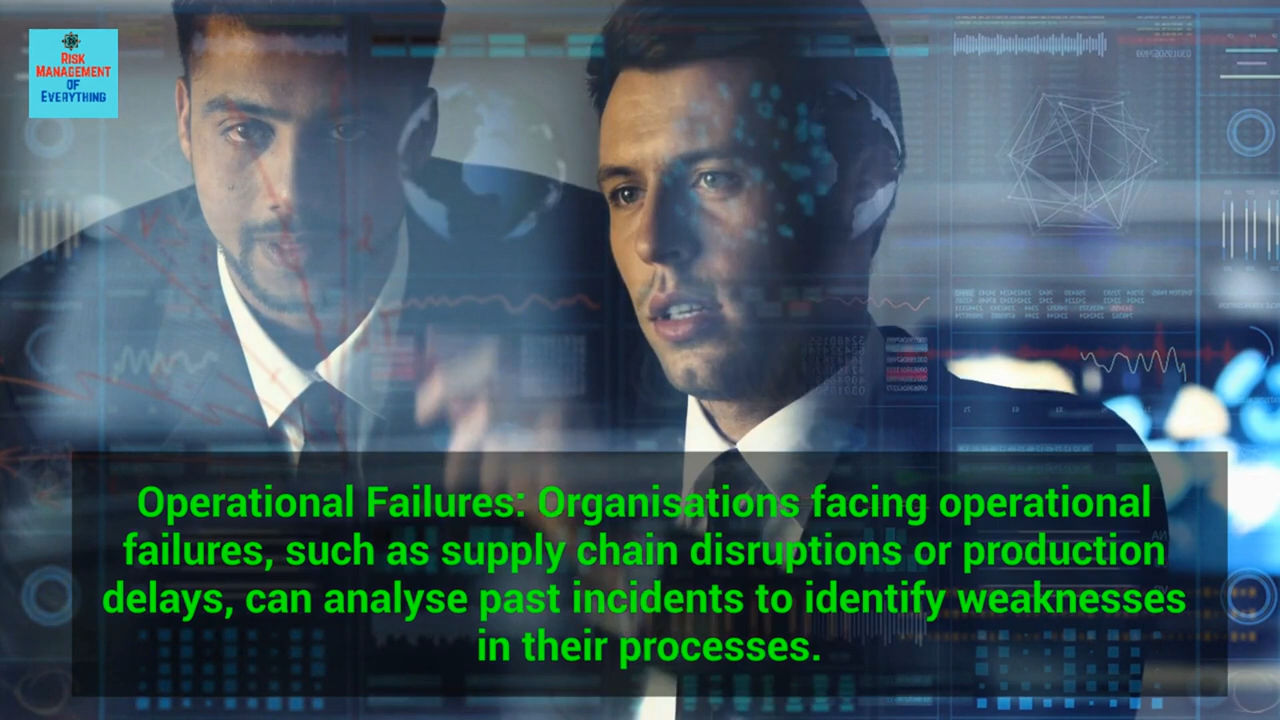 Risk
Management
of
Everything
Operational Failures: Organisations facing operational
failures, such as supply chain disruptions or production
delays, can analyse past incidents to identify weaknesses
in their processes.